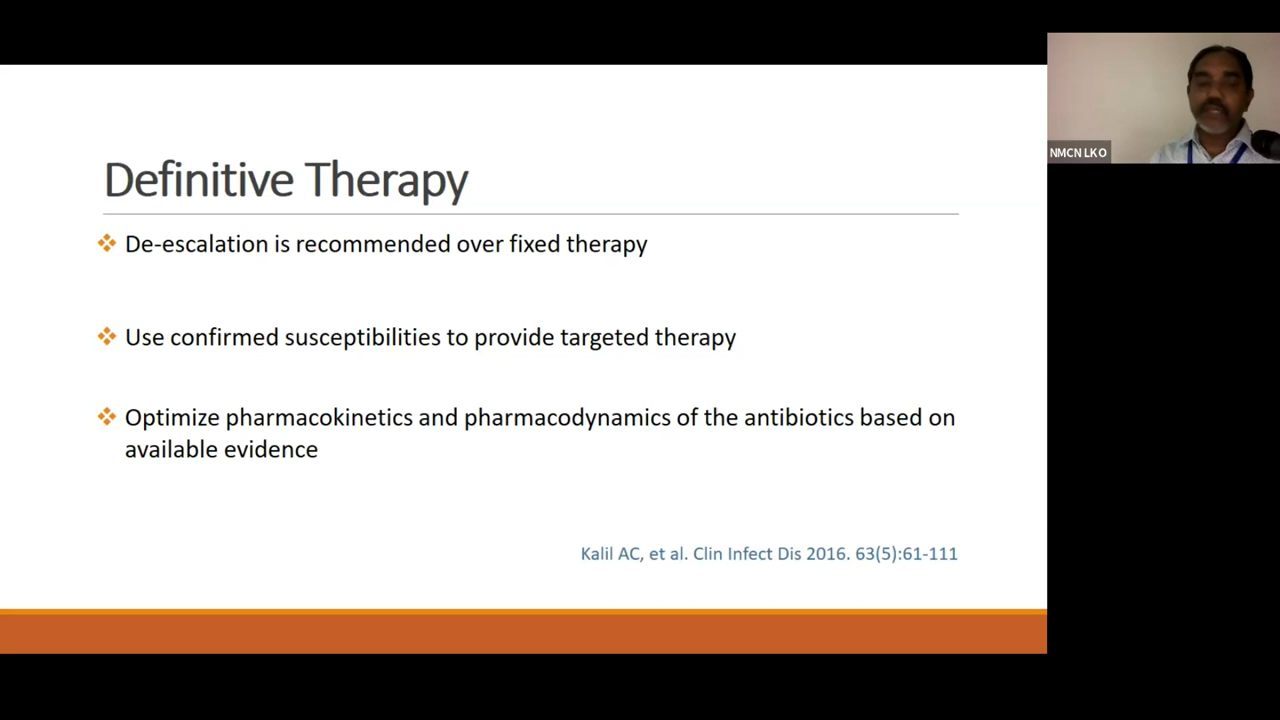 Definitive Therapy
De-escalation is recommended over fixed therapy
Use confirmed susceptibilities to provide targeted therapy
Optimize pharmacokinetics and pharmacodynamics of the antibiotics based on
available evidence
Kalil AC, et al. Clin Infect Dis 2016. 63(5):61-111
NMCN LKO